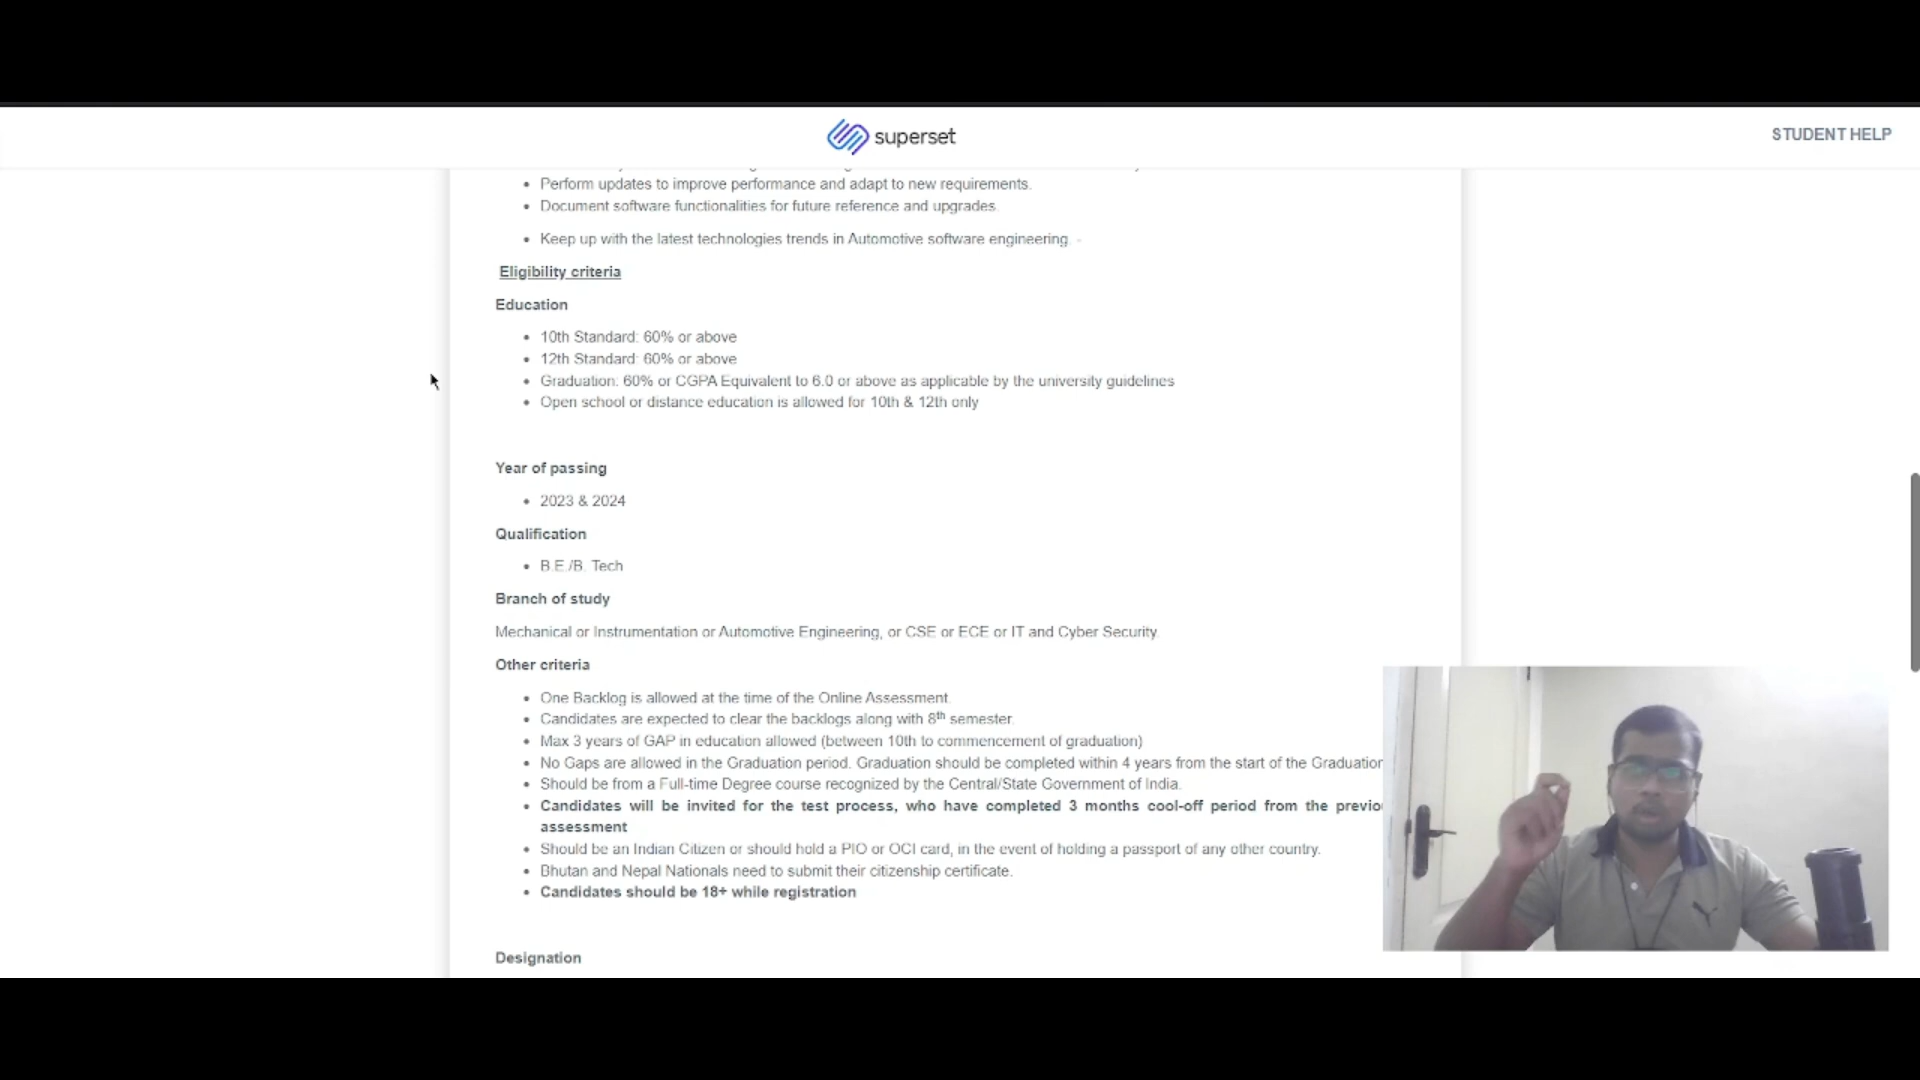 superset
STUDENT HELP
Perform updates to improve performance and adapt to new requirements.
Document software functionalities for future reference and upgrades.
Keep up with the latest technologies trends in Automotive software engineering.
Eligibility criteria
Education
10th Standard: 60% or above
12th Standard: 60% or above
Graduation: 60% or CGPA Equivalent to 6.0 or above as applicable by the university guidelines
Open school or distance education is allowed for 10th & 12th only
Year of passing
2023 & 2024
Qualification
B.E./B. Tech
Branch of study
Mechanical or Instrumentation or Automotive Engineering, or CSE or ECE or IT and Cyber Security.
Other criteria
One Backlog is allowed at the time of the Online Assessment.
Candidates are expected to clear the backlogs along with 8th semester.
Max 3 years of GAP in education allowed (between 10th to commencement of graduation)
No Gaps are allowed in the Graduation period. Graduation should be completed within 4 years from the start of the Graduation
Should be from a Full-time Degree course recognized by the Central/State Government of India.
Candidates will be invited for the test process, who have completed 3 months cool-off period from the
assessment
Should be an Indian Citizen or should hold a PIO or OCI card, in the event of holding a passport of any other country.
Bhutan and Nepal Nationals need to submit their citizenship certificate.
Candidates should be 18+ while registration
Designation